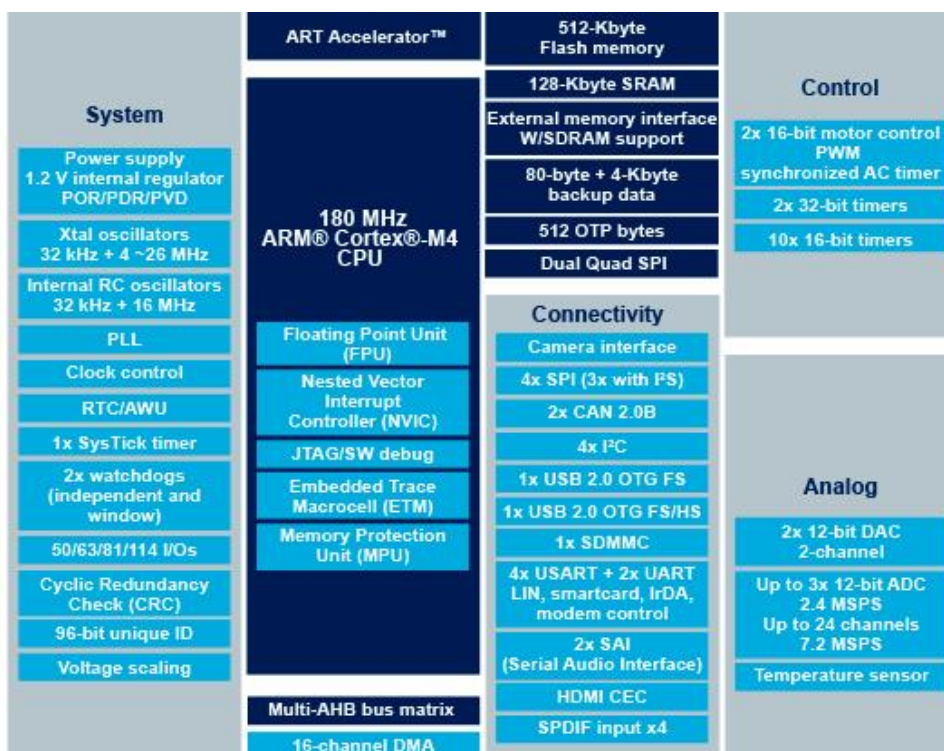 System
Power supply
1.2 V internal regulator
POR/PDR/PVD
Xtal oscillators
32 kHz + 4 ~26 MHz
Internal RC oscillators
32 kHz + 16 MHz
PLL
Clock control
RTC/AWU
1x SysTick timer
2x watchdogs
(independent and
window)
50/63/81/114 I/Os
Cyclic Redundancy
Check (CRC)
96-bit unique ID
Voltage scaling
ART Accelerator™
180 MHz
ARM® Cortex®-M4
CPU
Floating Point Unit
(FPU)
Nested Vector
Interrupt
Controller (NVIC)
JTAG/SW debug
Embedded Trace
Macrocell (ETM)
Memory Protection
Unit (MPU)
Multi-AHB bus matrix
16-channel DMA
512-Kbyte
Flash memory
128-Kbyte SRAM
External memory interface
W/SDRAM support
80-byte + 4-Kbyte
backup data
512 OTP bytes
Dual Quad SPI
Connectivity
Camera interface
4x SPI (3x with I²S)
2x CAN 2.0B
4x I²C
1x USB 2.0 OTG FS
1x USB 2.0 OTG FS/HS
1x SDMMC
4x USART + 2x UART
LIN, smartcard, IrDA,
modem control
2x SAI
(Serial Audio Interface)
HDMI CEC
SPDIF input x4
Control
2x 16-bit motor control
PWM
synchronized AC timer
2x 32-bit timers
10x 16-bit timers
Analog
2x 12-bit DAC
2-channel
Up to 3x 12-bit ADC
2.4 MSPS
Up to 24 channels
7.2 MSPS
Temperature sensor